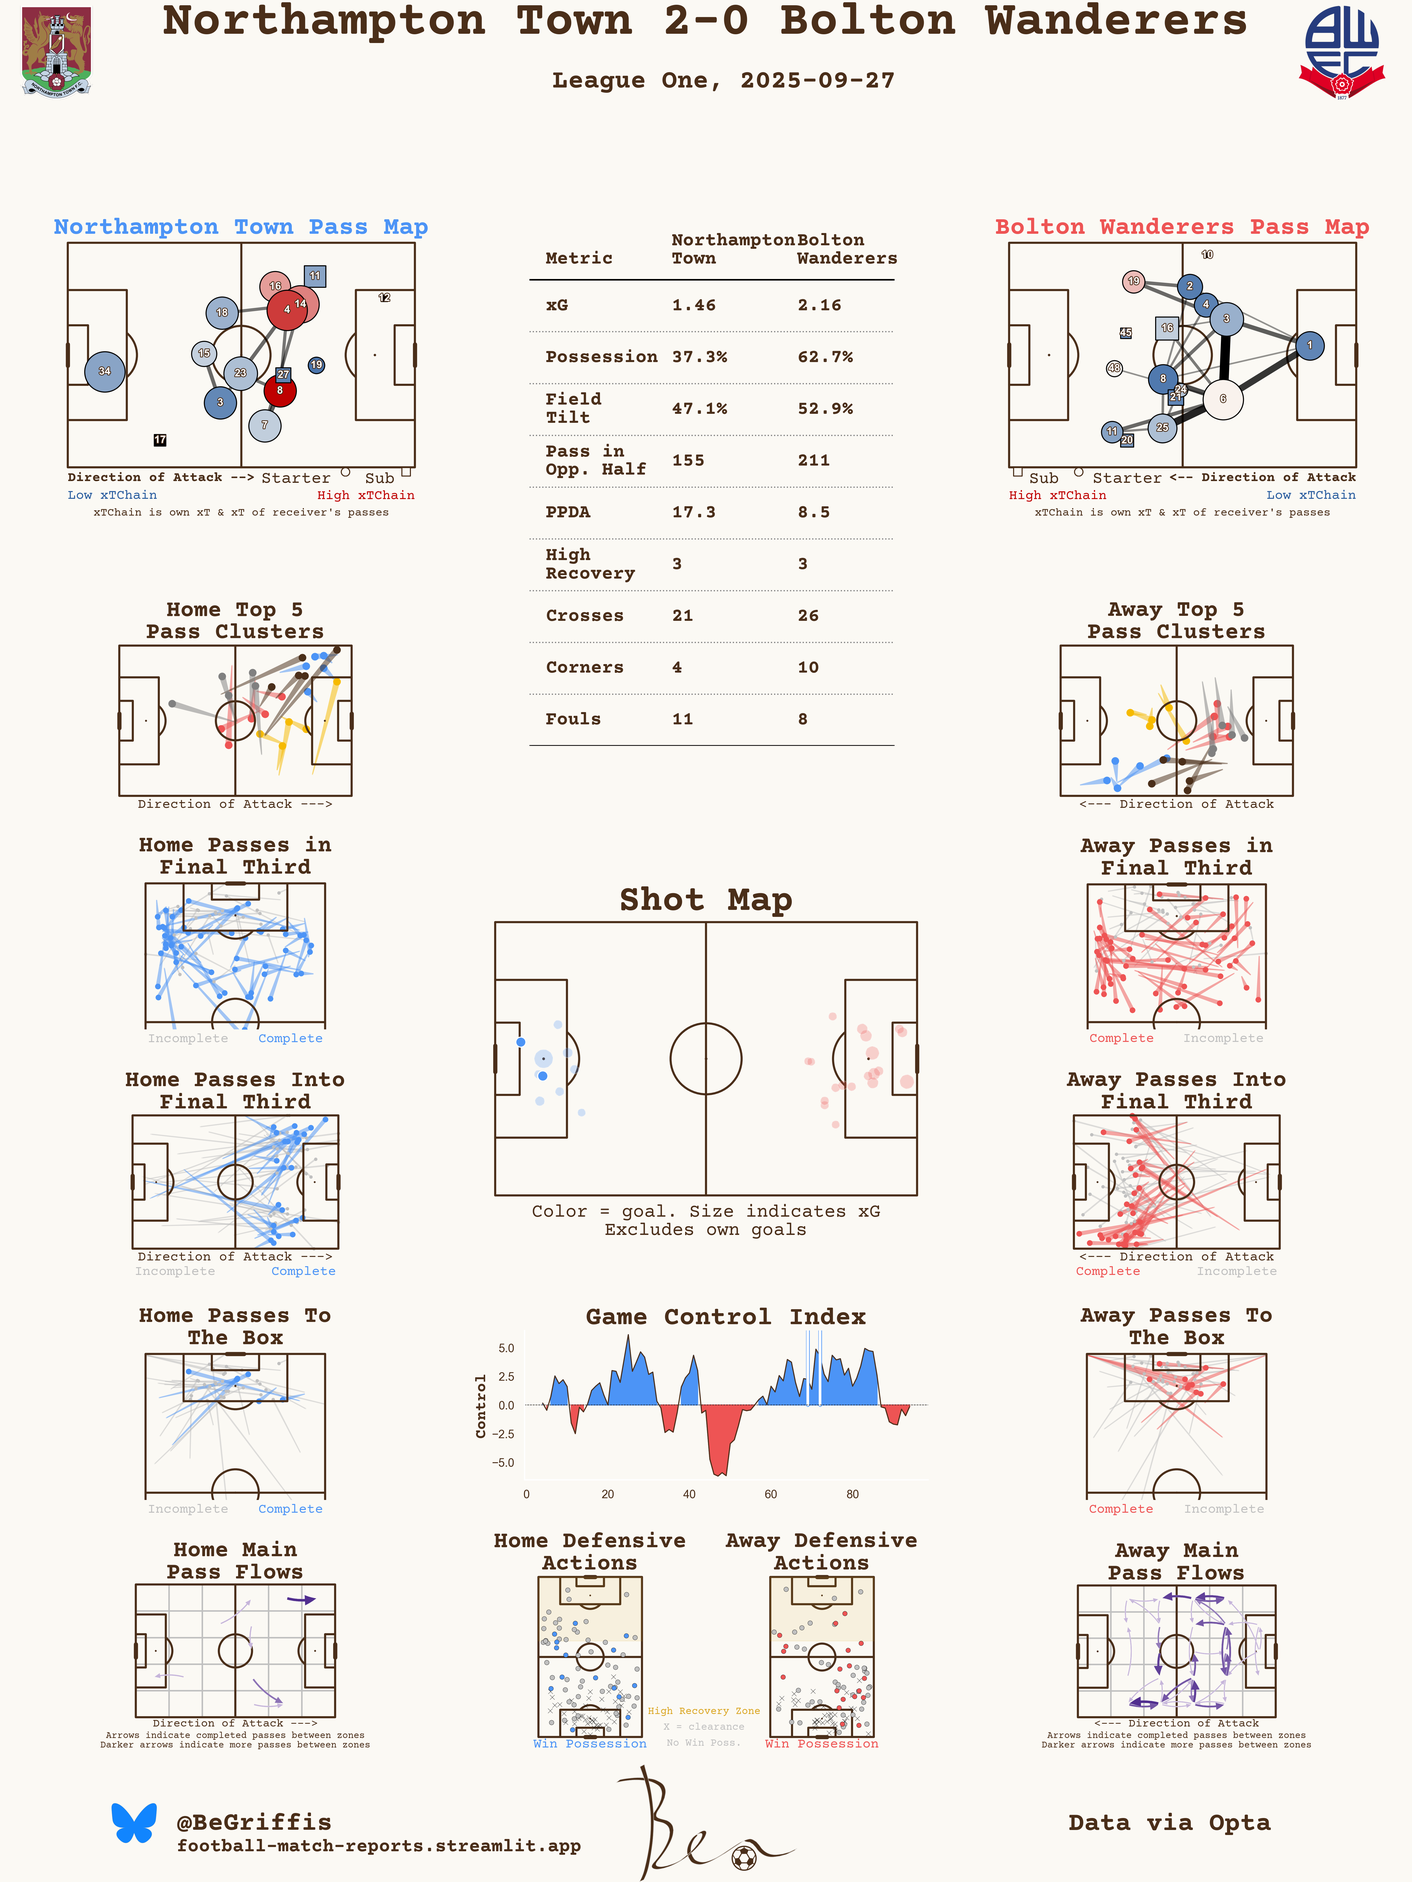 Northampton Town 2-0 Bolton Wanderers
League One, 2025-09-27
NORTHAMPTON TOWN F.C.
BW
FC
1877
Northampton Town Pass Map
16
11
12
14
4
18
15
34
23
19
27
8
3
7
17
Direction of Attack --> Starter Sub
Low xTChain High xTChain
xTChain is own xT & xT of receiver's passes
Metric Northampton Town Bolton Wanderers
xG 1.46 2.16
Possession 37.3% 62.7%
Field Tilt 47.1% 52.9%
Pass in Opp. Half 155 211
PPDA 17.3 8.5
High Recovery 3 3
Crosses 21 26
Corners 4 10
Fouls 11 8
Bolton Wanderers Pass Map
10
19
2
4
3
16
45
1
48
8
24
21
6
11
25
20
Sub Starter <-- Direction of Attack
High xTChain Low xTChain
xTChain is own xT & xT of receiver's passes
Home Top 5
Pass Clusters
Direction of Attack --->
Away Top 5
Pass Clusters
<--- Direction of Attack
Home Passes in
Final Third
Incomplete Complete
Away Passes in
Final Third
Complete Incomplete
Shot Map
Color = goal. Size indicates xG
Excludes own goals
Home Passes Into
Final Third
Direction of Attack --->
Incomplete Complete
Away Passes Into
Final Third
<--- Direction of Attack
Complete Incomplete
Home Passes To
The Box
Incomplete Complete
Game Control Index
Control
5.0
2.5
0.0
−2.5
−5.0
0 20 40 60 80
Away Passes To
The Box
Complete Incomplete
Home Main
Pass Flows
Direction of Attack --->
Arrows indicate completed passes between zones
Darker arrows indicate more passes between zones
Home Defensive
Actions
Win Possession
High Recovery Zone
X = clearance
No Win Poss.
Away Defensive
Actions
Win Possession
Away Main
Pass Flows
<--- Direction of Attack
Arrows indicate completed passes between zones
Darker arrows indicate more passes between zones
@BeGriffis
football-match-reports.streamlit.app
Ben
Data via Opta